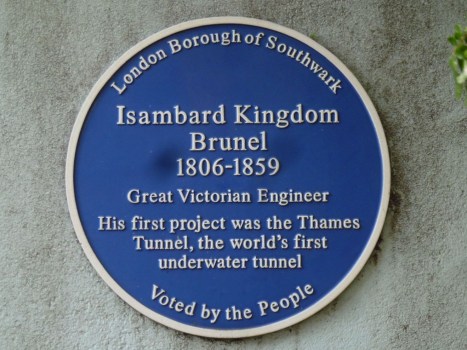 London Borough of Southwark
Isambard Kingdom
Brunel
1806-1859
Great Victorian Engineer
His first project was the Thames
Tunnel, the world's first
underwater tunnel
Voted by the People